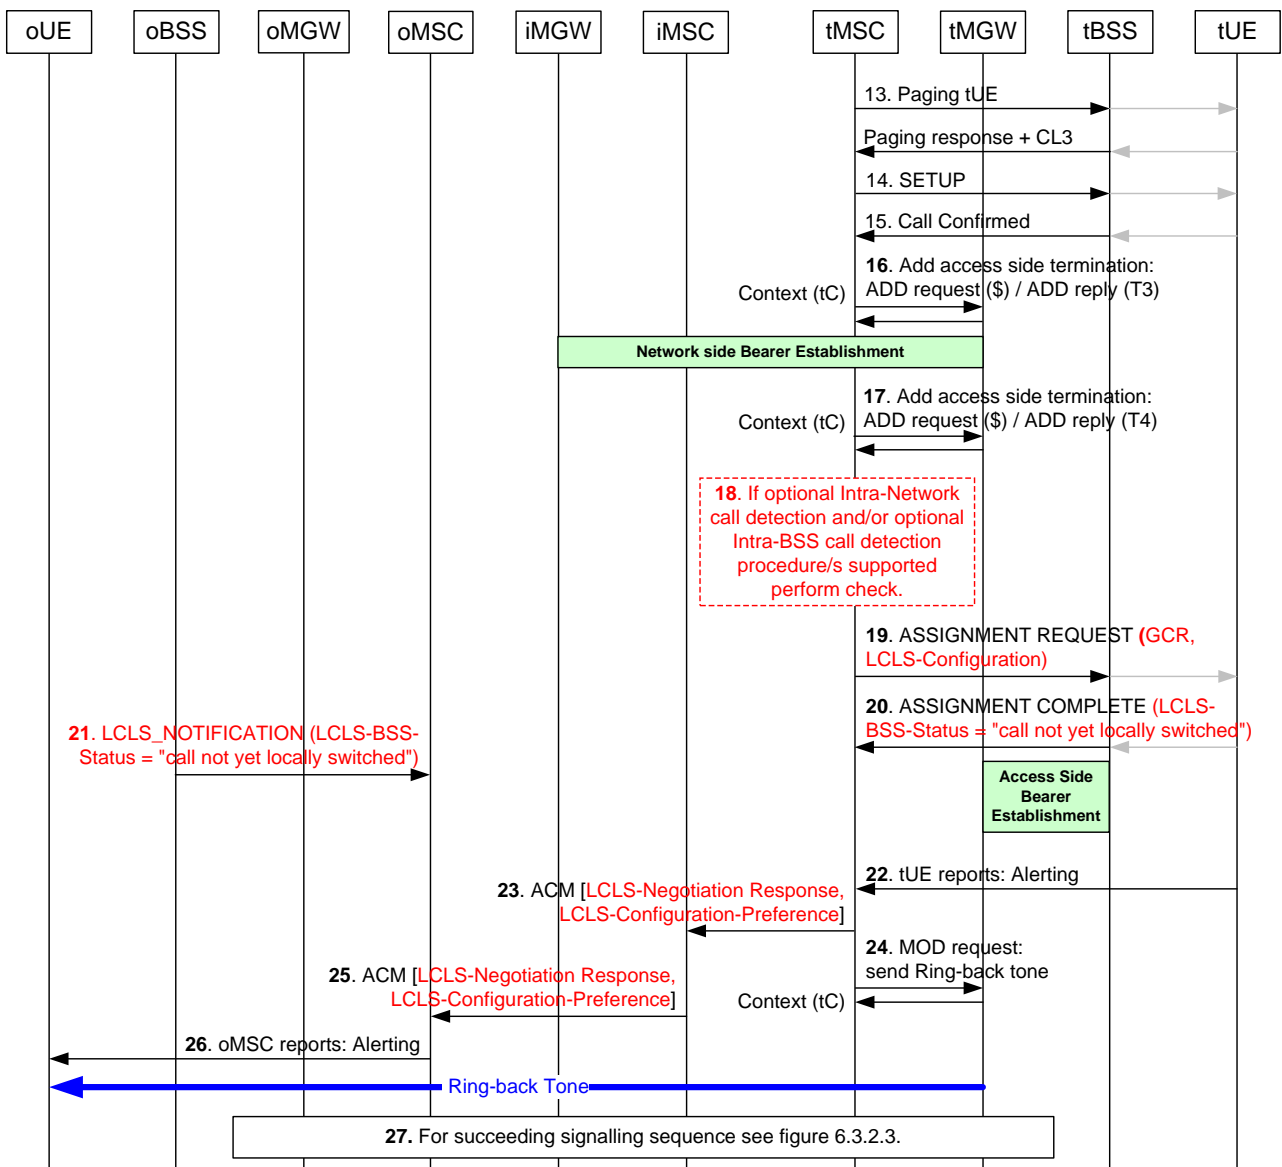 oUE oBSS oMGW oMSC iMGW iMSC tMSC tMGW tBSS tUE
13. Paging tUE
Paging response + CL3
14. SETUP
15. Call Confirmed
16. Add access side termination:
Context (tC) ADD request ($) / ADD reply (T3)
Network side Bearer Establishment
17. Add access side termination:
Context (tC) ADD request ($) / ADD reply (T4)
18. If optional Intra-Network
call detection and/or optional
Intra-BSS call detection
procedure/s supported
perform check.
19. ASSIGNMENT REQUEST (GCR,
LCLS-Configuration)
20. ASSIGNMENT COMPLETE (LCLS-
BSS-Status = "call not yet locally switched")
21. LCLS_NOTIFICATION (LCLS-BSS-
Status = "call not yet locally switched")
Access Side
Bearer
Establishment
22. tUE reports: Alerting
23. ACM [LCLS-Negotiation Response,
LCLS-Configuration-Preference]
24. MOD request:
send Ring-back tone
Context (tC)
25. ACM [LCLS-Negotiation Response,
LCLS-Configuration-Preference]
26. oMSC reports: Alerting
Ring-back Tone
27. For succeeding signalling sequence see figure 6.3.2.3.